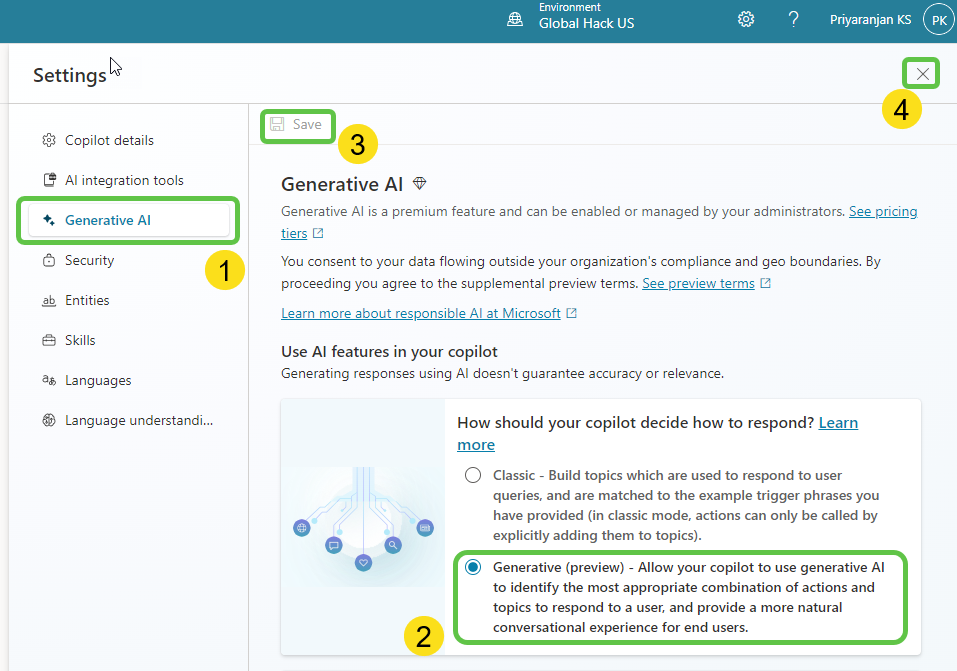 Environment
Global Hack US
?
Priyaranjan KS
PK
Settings
4
Copilot details
AI integration tools
Generative AI
1
Security
ab Entities
Skills
Languages
Language understandi...
Save
3
Generative AI
Generative AI is a premium feature and can be enabled or managed by your administrators. See pricing
tiers
You consent to your data flowing outside your organization's compliance and geo boundaries. By
proceeding you agree to the supplemental preview terms. See preview terms
Learn more about responsible AI at Microsoft
Use AI features in your copilot
Generating responses using AI doesn't guarantee accuracy or relevance.
How should your copilot decide how to respond? Learn
more
Classic - Build topics which are used to respond to user
queries, and are matched to the example trigger phrases you
have provided (in classic mode, actions can only be called by
explicitly adding them to topics).
Generative (preview) - Allow your copilot to use generative AI
to identify the most appropriate combination of actions and
topics to respond to a user, and provide a more natural
conversational experience for end users.
2